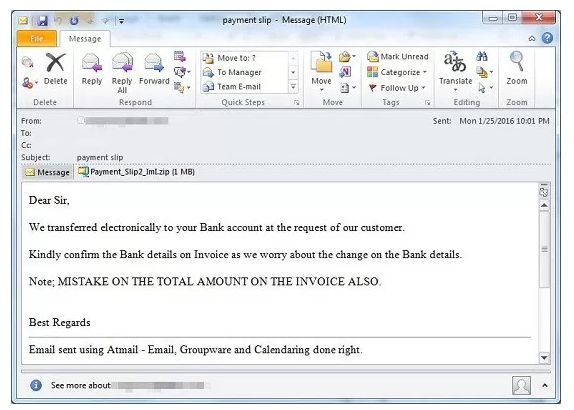 payment slip - Message (HTML)
File Message
Delete
Reply
Reply All
Forward
Move to: ?
To Manager
Team E-mail
Move
Mark Unread
Categorize
Follow Up
Translate
Zoom
Delete Respond Quick Steps Move Tags Editing Zoom
From: Sent: Mon 1/25/2016 10:01 PM
To:
Cc:
Subject: payment slip
Message Payment_Slip2_Iml.zip (1 MB)
Dear Sir,
We transferred electronically to your Bank account at the request of our customer.
Kindly confirm the Bank details on Invoice as we worry about the change on the Bank details.
Note; MISTAKE ON THE TOTAL AMOUNT ON THE INVOICE ALSO.
Best Regards
Email sent using Atmail - Email, Groupware and Calendaring done right.
See more about